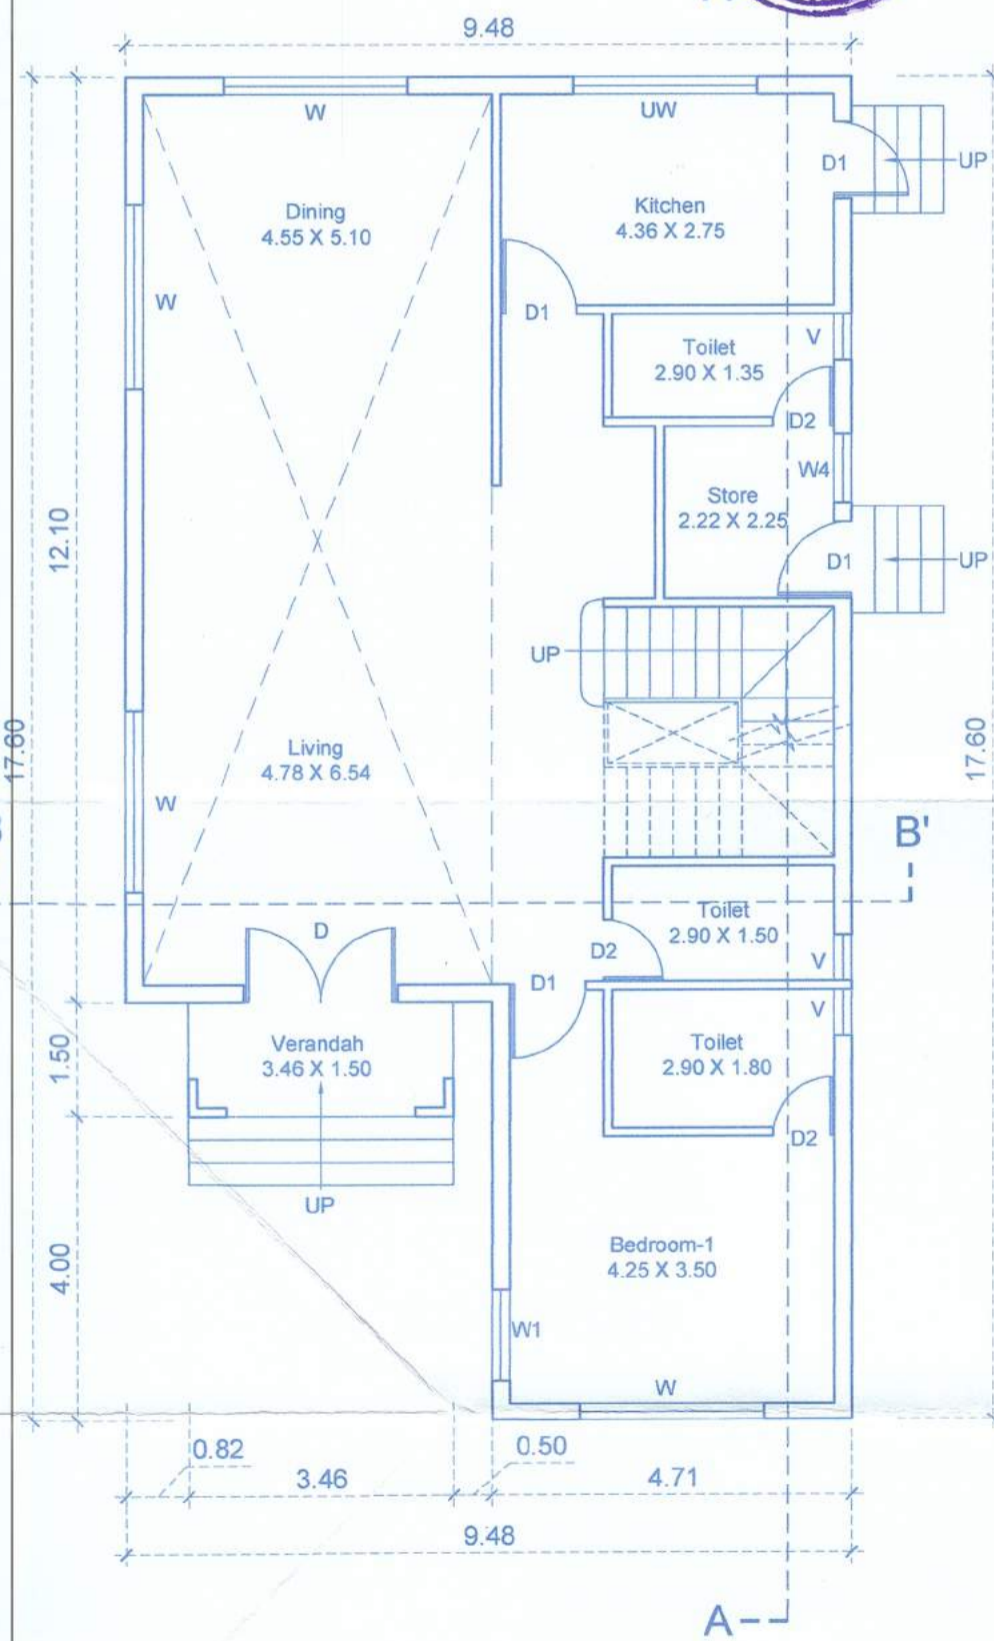 9.48
W
UW
D1
UP
Dining
4.55 X 5.10
Kitchen
4.36 X 2.75
W
D1
Toilet
2.90 X 1.35
V
D2
W4
Store
2.22 X 2.25
D1
UP
12.10
UP
17.60
17.60
Living
4.78 X 6.54
W
B'
Toilet
2.90 X 1.50
D
D2
V
D1
V
Verandah
3.46 X 1.50
Toilet
2.90 X 1.80
1.50
D2
UP
Bedroom-1
4.25 X 3.50
4.00
W1
W
0.82
0.50
3.46
4.71
9.48
A